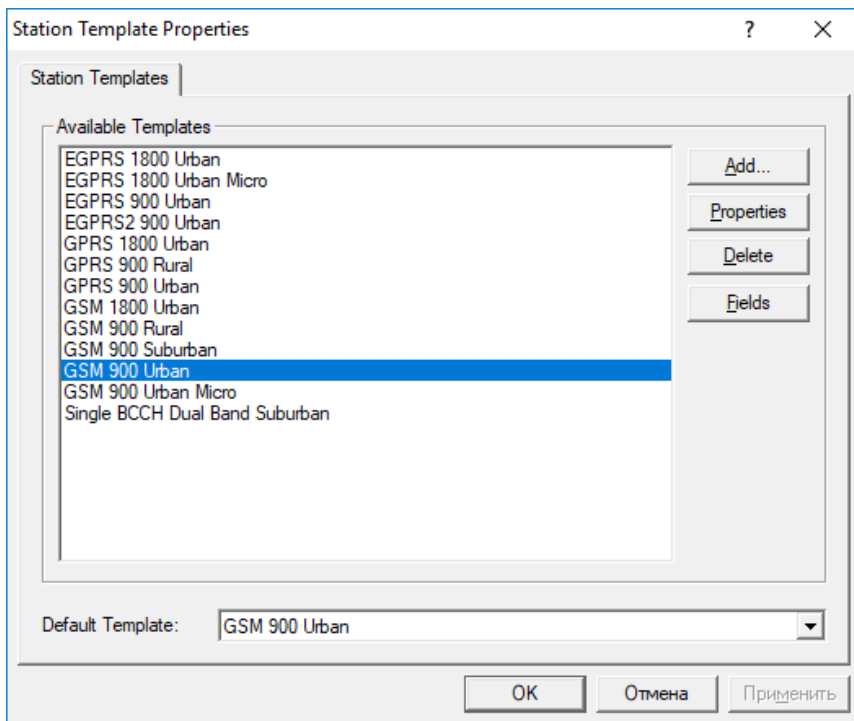 Station Template Properties
?
Station Templates
Available Templates
EGPRS 1800 Urban
EGPRS 1800 Urban Micro
EGPRS 900 Urban
EGPRS2 900 Urban
GPRS 1800 Urban
GPRS 900 Rural
GPRS 900 Urban
GSM 1800 Urban
GSM 900 Rural
GSM 900 Suburban
GSM 900 Urban
GSM 900 Urban Micro
Single BCCH Dual Band Suburban
Add...
Properties
Delete
Fields
Default Template: GSM 900 Urban
OK Отмена Применить